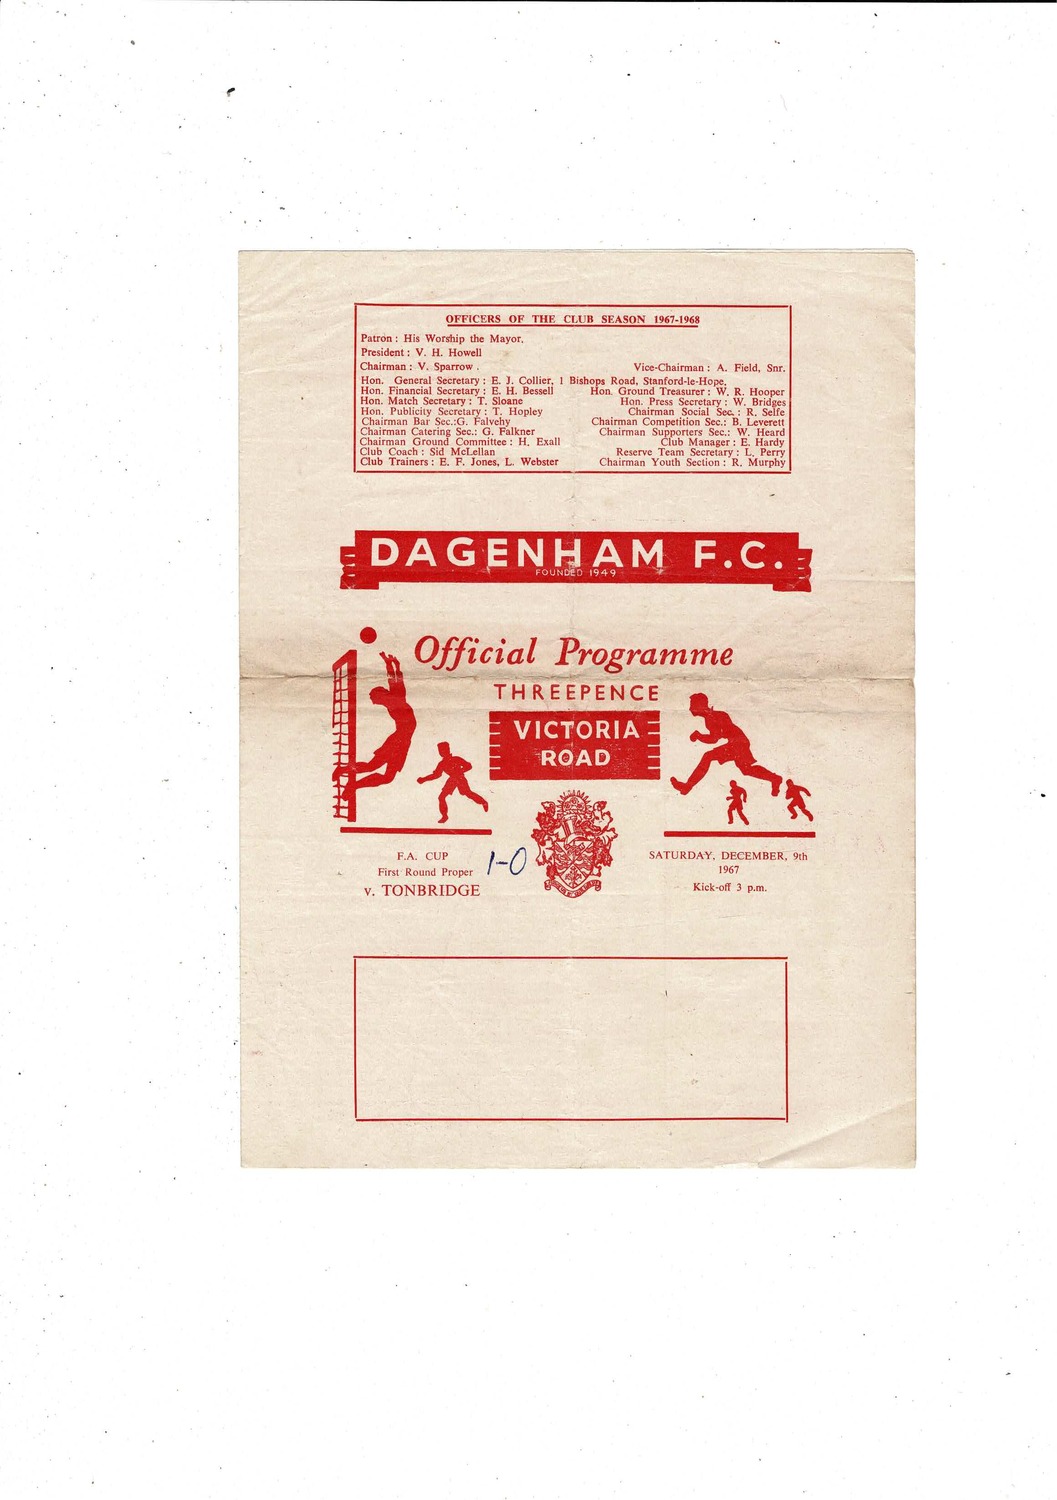 OFFICERS OF THE CLUB SEASON 1967-1968
Patron : His Worship the Mayor.
President : V. H. Howell
Chairman : V. Sparrow . Vice-Chairman : A. Field, Snr.
Hon. General Secretary : E. J. Collier, 1 Bishops Road, Stanford-le-Hope.
Hon. Financial Secretary : E. H. Bessell Hon. Ground Treasurer : W. R. Hooper
Hon. Match Secretary : T. Sloane Hon. Press Secretary : W. Bridges
Hon. Publicity Secretary : T. Hopley Chairman Social Sec. : R. Selfe
Chairman Bar Sec.:G. Falvehy Chairman Competition Sec.: B. Leverett
Chairman Catering Sec.: G. Falkner Chairman Supporters Sec.: W. Heard
Chairman Ground Committee : H. Exall Club Manager : E. Hardy
Club Coach : Sid McLellan Reserve Team Secretary : L. Perry
Club Trainers : E. F. Jones, L. Webster Chairman Youth Section : R. Murphy
DAGENHAM F.C.
FOUNDED 1949
Official Programme
THREEPENCE
VICTORIA
ROAD
F.A. CUP
First Round Proper
v. TONBRIDGE
1-0
SATURDAY, DECEMBER, 9th
1967
Kick-off 3 p.m.